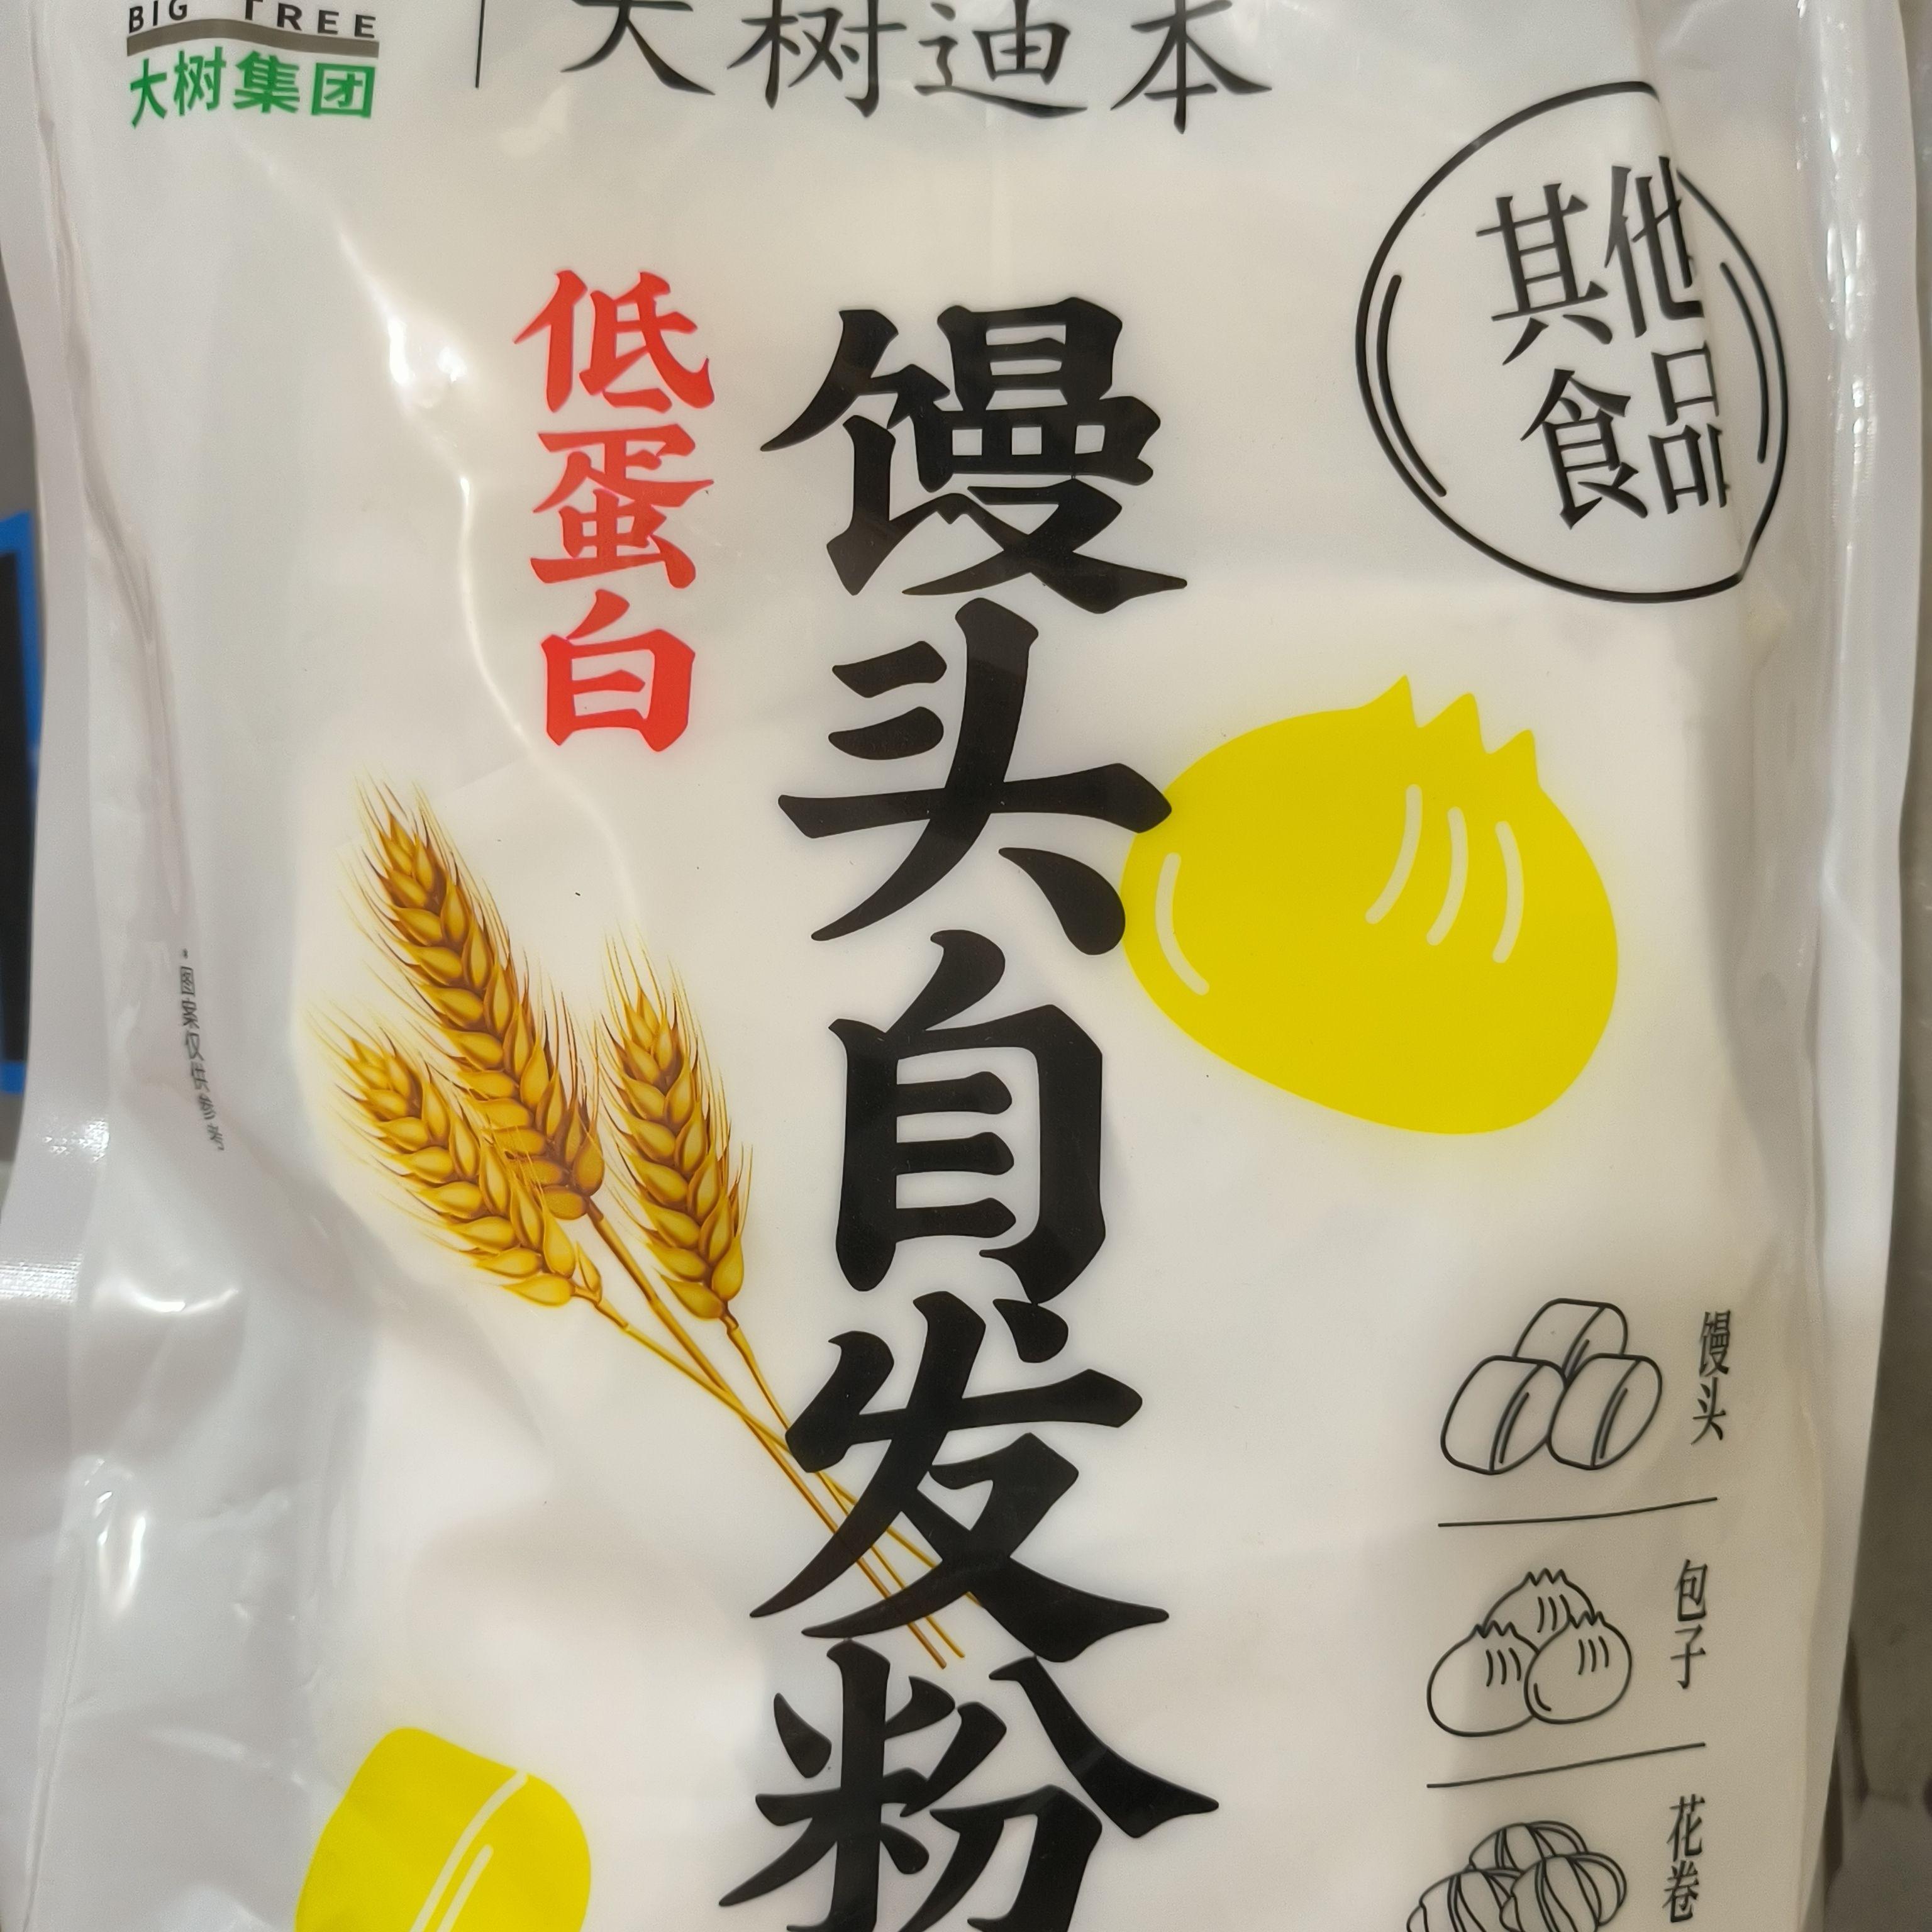 BIG TREE
大树集团
大树迪本
其他
食品
低蛋白
馒头自发粉
*图案仅供参考
馒头
包子
花卷